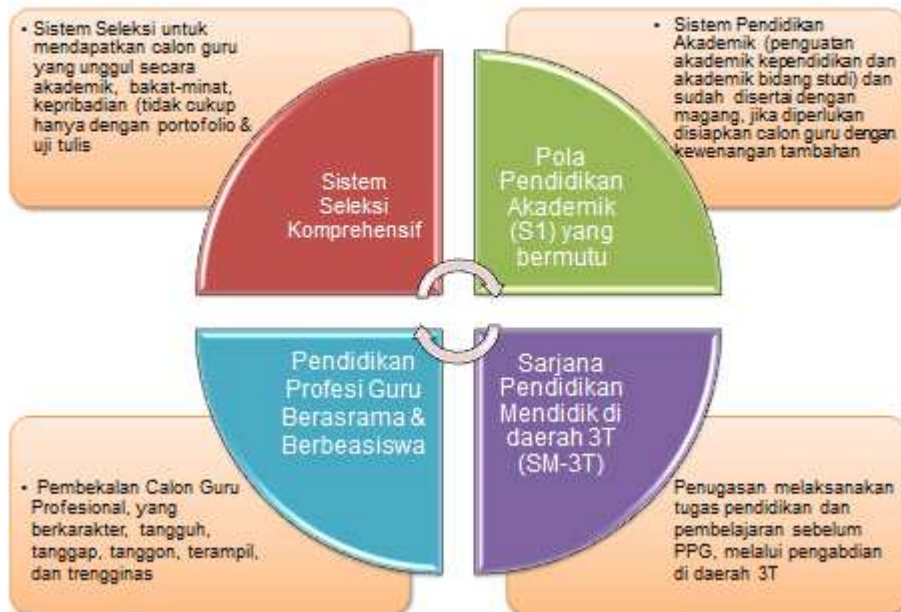 • Sistem Seleksi untuk
mendapatkan calon guru
yang unggul secara
akademik, bakat-minat,
kepribadian (tidak cukup
hanya dengan portofolio &
uji tulis
Sistem
Seleksi
Komprehensif
Pola
Pendidikan
Akademik
(S1) yang
bermutu
• Sistem Pendidikan
Akademik (penguatan
akademik kependidikan dan
akademik bidang studi) dan
sudah disertai dengan
magang, jika diperlukan
disiapkan calon guru dengan
kewenangan tambahan
Pendidikan
Profesi Guru
Berasrama &
Berbeasiswa
Sarjana
Pendidikan
Mendidik di
daerah 3T
(SM-3T)
• Pembekalan Calon Guru
Profesional, yang
berkarakter, tangguh,
tanggap, tanggon, terampil,
dan trengginas
Penugasan melaksanakan
tugas pendidikan dan
pembelajaran sebelum
PPG, melalui pengabdian
di daerah 3T